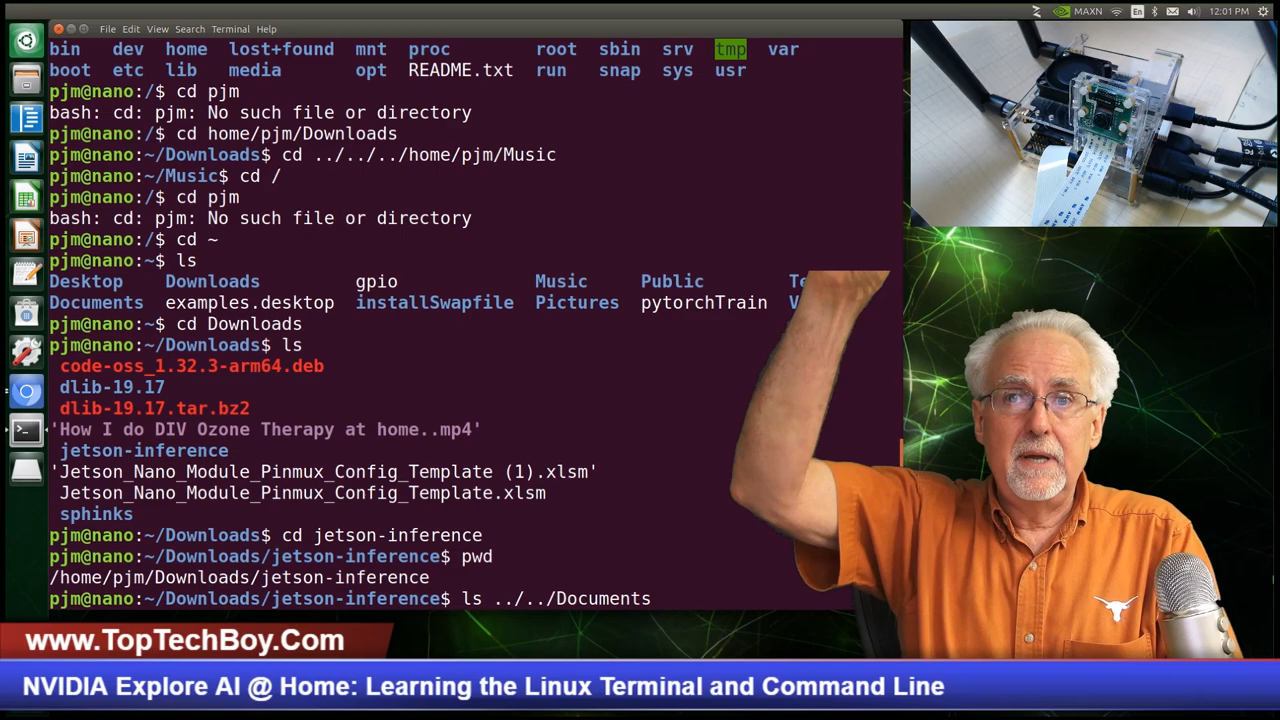 File Edit View Search Terminal Help
MAXN En 12:01 PM
bin dev home lost+found mnt proc root sbin srv tmp var
boot etc lib media opt README.txt run snap sys usr
pjm@nano:/$ cd pjm
bash: cd: pjm: No such file or directory
pjm@nano:/$ cd home/pjm/Downloads
pjm@nano:~/Downloads$ cd ../../../home/pjm/Music
pjm@nano:~/Music$ cd /
pjm@nano:/$ cd pjm
bash: cd: pjm: No such file or directory
pjm@nano:/$ cd ~
pjm@nano:~$ ls
Desktop Downloads gpio Music Public Te
Documents examples.desktop installSwapfile Pictures pytorchTrain V
pjm@nano:~$ cd Downloads
pjm@nano:~/Downloads$ ls
code-oss_1.32.3-arm64.deb
dlib-19.17
dlib-19.17.tar.bz2
'How I do DIV Ozone Therapy at home..mp4'
jetson-inference
'Jetson_Nano_Module_Pinmux_Config_Template (1).xlsm'
Jetson_Nano_Module_Pinmux_Config_Template.xlsm
sphinks
pjm@nano:~/Downloads$ cd jetson-inference
pjm@nano:~/Downloads/jetson-inference$ pwd
/home/pjm/Downloads/jetson-inference
pjm@nano:~/Downloads/jetson-inference$ ls ../../Documents
www.TopTechBoy.Com
NVIDIA Explore AI @ Home: Learning the Linux Terminal and Command Line